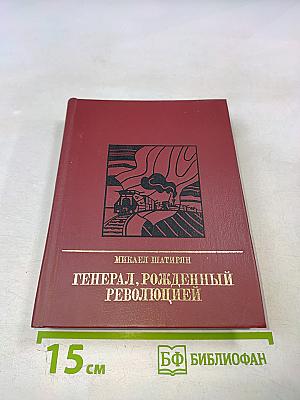 МИКАЕЛ ШАТИРЯН
ГЕНЕРАЛ, РОЖДЕННЫЙ
РЕВОЛЮЦИЕЙ
15 см
БФ БИБЛИОФАН